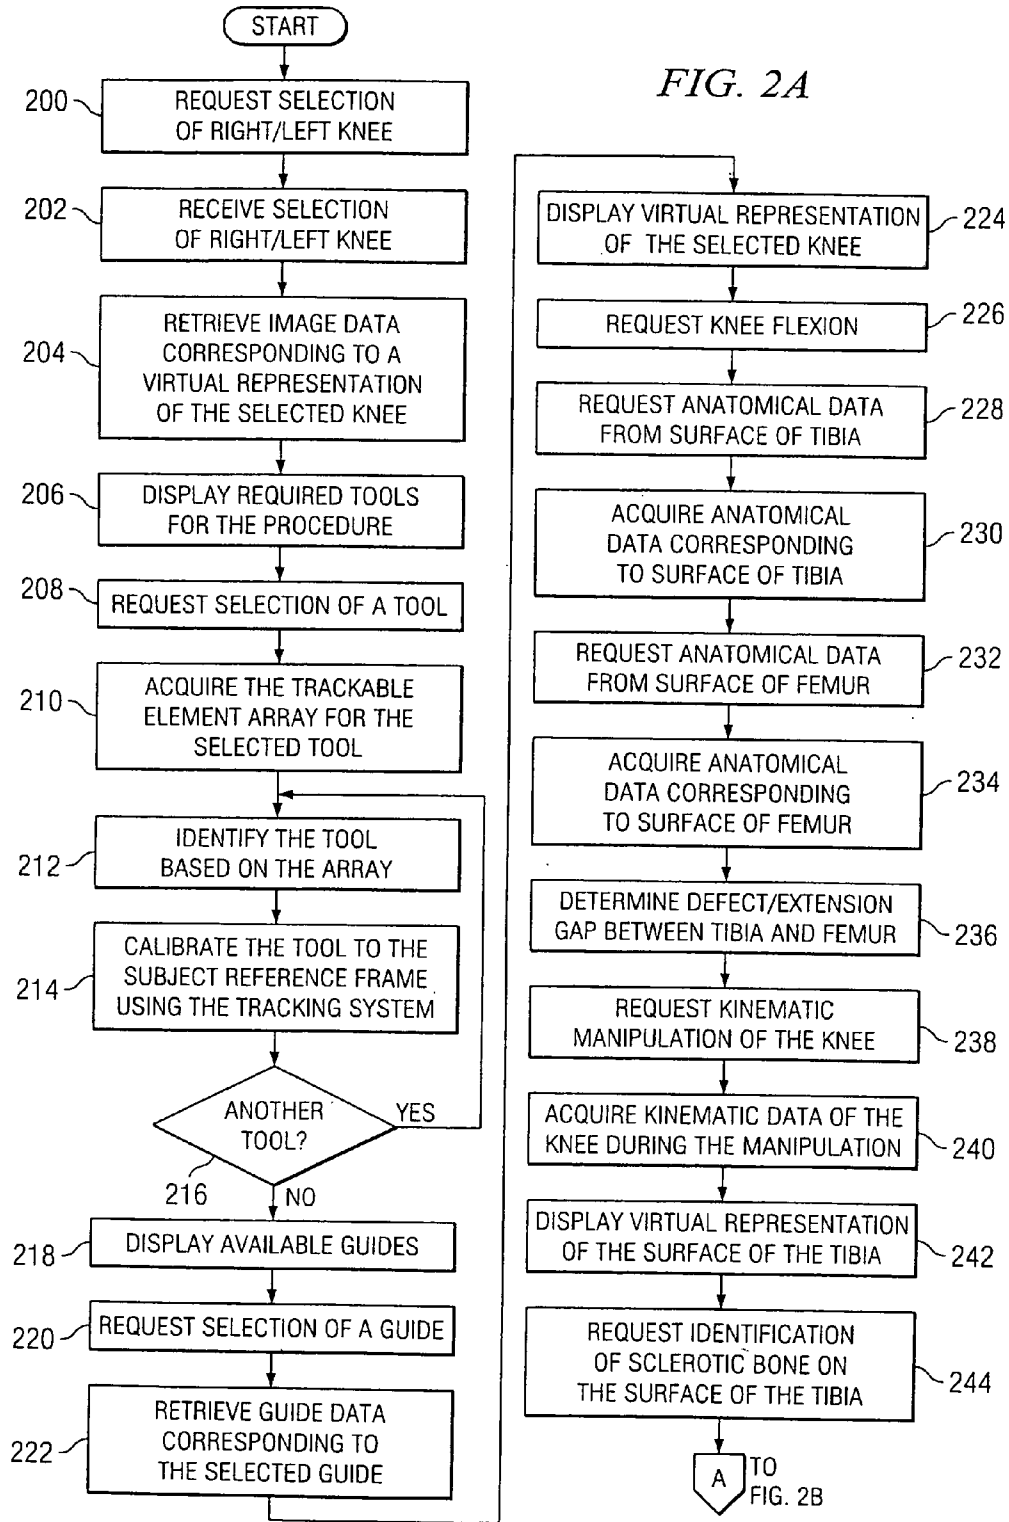 START
FIG. 2A
200
REQUEST SELECTION
OF RIGHT/LEFT KNEE
202
RECEIVE SELECTION
OF RIGHT/LEFT KNEE
204
RETRIEVE IMAGE DATA
CORRESPONDING TO A
VIRTUAL REPRESENTATION
OF THE SELECTED KNEE
206
DISPLAY REQUIRED TOOLS
FOR THE PROCEDURE
208
REQUEST SELECTION OF A TOOL
210
ACQUIRE THE TRACKABLE
ELEMENT ARRAY FOR THE
SELECTED TOOL
212
IDENTIFY THE TOOL
BASED ON THE ARRAY
214
CALIBRATE THE TOOL TO THE
SUBJECT REFERENCE FRAME
USING THE TRACKING SYSTEM
ANOTHER
TOOL?
YES
216
NO
218
DISPLAY AVAILABLE GUIDES
220
REQUEST SELECTION OF A GUIDE
222
RETRIEVE GUIDE DATA
CORRESPONDING TO
THE SELECTED GUIDE
DISPLAY VIRTUAL REPRESENTATION
OF THE SELECTED KNEE
224
REQUEST KNEE FLEXION
226
REQUEST ANATOMICAL DATA
FROM SURFACE OF TIBIA
228
ACQUIRE ANATOMICAL
DATA CORRESPONDING
TO SURFACE OF TIBIA
230
REQUEST ANATOMICAL DATA
FROM SURFACE OF FEMUR
232
ACQUIRE ANATOMICAL
DATA CORRESPONDING
TO SURFACE OF FEMUR
234
DETERMINE DEFECT/EXTENSION
GAP BETWEEN TIBIA AND FEMUR
236
REQUEST KINEMATIC
MANIPULATION OF THE KNEE
238
ACQUIRE KINEMATIC DATA OF THE
KNEE DURING THE MANIPULATION
240
DISPLAY VIRTUAL REPRESENTATION
OF THE SURFACE OF THE TIBIA
242
REQUEST IDENTIFICATION
OF SCLEROTIC BONE ON
THE SURFACE OF THE TIBIA
244
A
TO
FIG. 2B